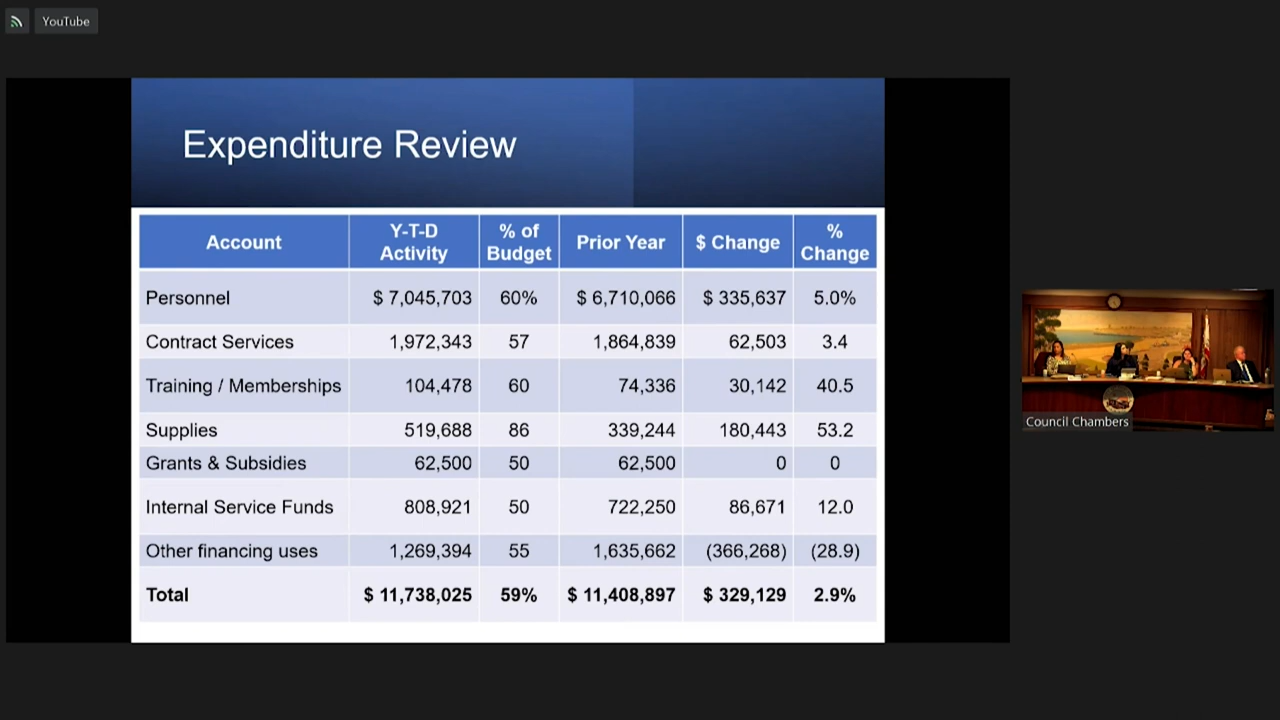 YouTube
Expenditure Review
Account Y-T-D Activity % of Budget Prior Year $ Change % Change
Personnel $ 7,045,703 60% $ 6,710,066 $ 335,637 5.0%
Contract Services 1,972,343 57 1,864,839 62,503 3.4
Training / Memberships 104,478 60 74,336 30,142 40.5
Supplies 519,688 86 339,244 180,443 53.2
Grants & Subsidies 62,500 50 62,500 0 0
Internal Service Funds 808,921 50 722,250 86,671 12.0
Other financing uses 1,269,394 55 1,635,662 (366,268) (28.9)
Total $ 11,738,025 59% $ 11,408,897 $ 329,129 2.9%
Council Chambers